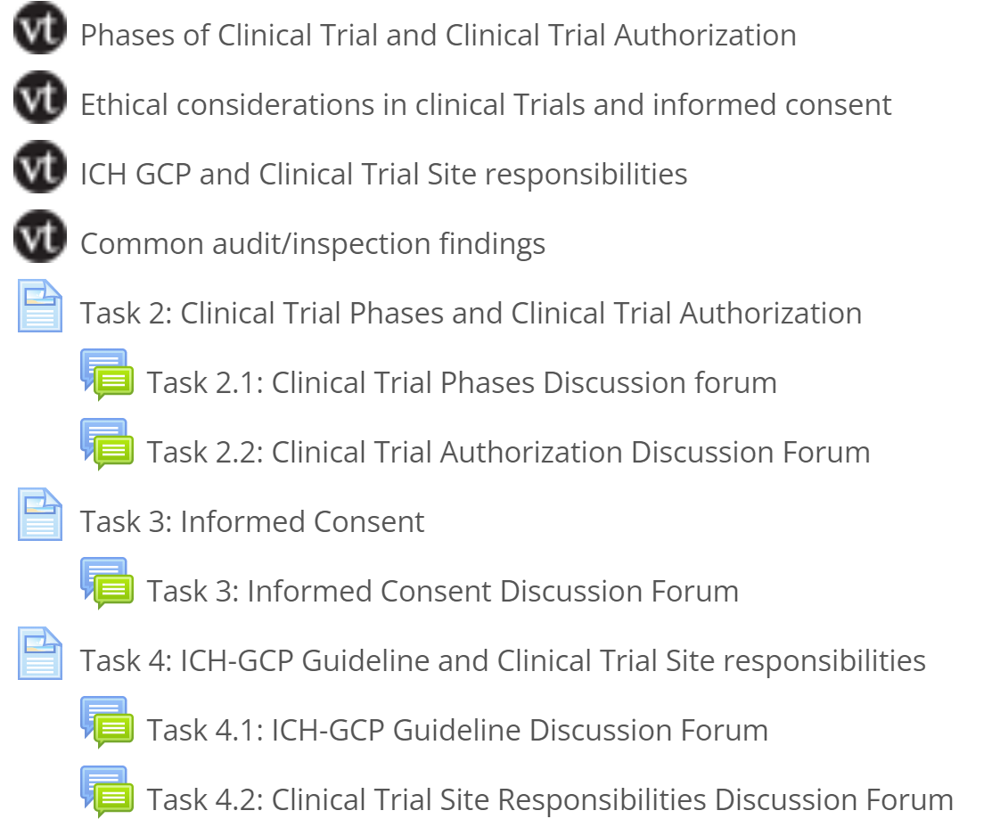 vt Phases of Clinical Trial and Clinical Trial Authorization
vt Ethical considerations in clinical Trials and informed consent
vt ICH GCP and Clinical Trial Site responsibilities
vt Common audit/inspection findings
Task 2: Clinical Trial Phases and Clinical Trial Authorization
Task 2.1: Clinical Trial Phases Discussion forum
Task 2.2: Clinical Trial Authorization Discussion Forum
Task 3: Informed Consent
Task 3: Informed Consent Discussion Forum
Task 4: ICH-GCP Guideline and Clinical Trial Site responsibilities
Task 4.1: ICH-GCP Guideline Discussion Forum
Task 4.2: Clinical Trial Site Responsibilities Discussion Forum